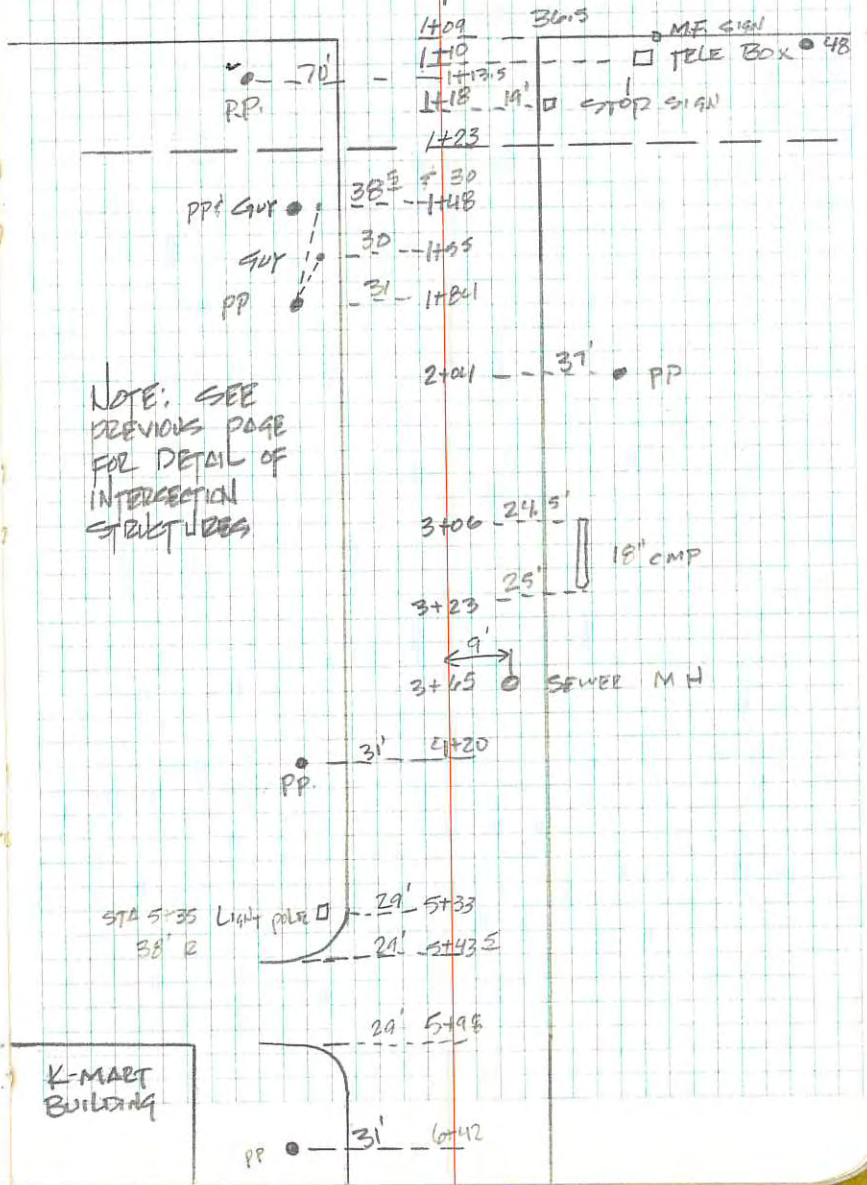 1+09 36.5 M.F. SIGN
1+10 TELE BOX 48
70' 1+13.5
R.P. 1+18 19' STOP SIGN
1+23
38⁵ & 30
PP & GUY 1+48
GUY 30 1+55
PP 31 1+84
2+04 37' PP
NOTE: SEE
PREVIOUS PAGE
FOR DETAIL OF
INTERSECTION
STRUCTURES
3+06 24.5'
18" CMP
3+23 25'
9'
3+65 SEWER MH
31' 4+20
PP.
STA 5+35 LIGHT POLE 29' 5+33
38' R 29' 5+43.5
29' 5+98
K-MART
BUILDING
PP 31' 6+42